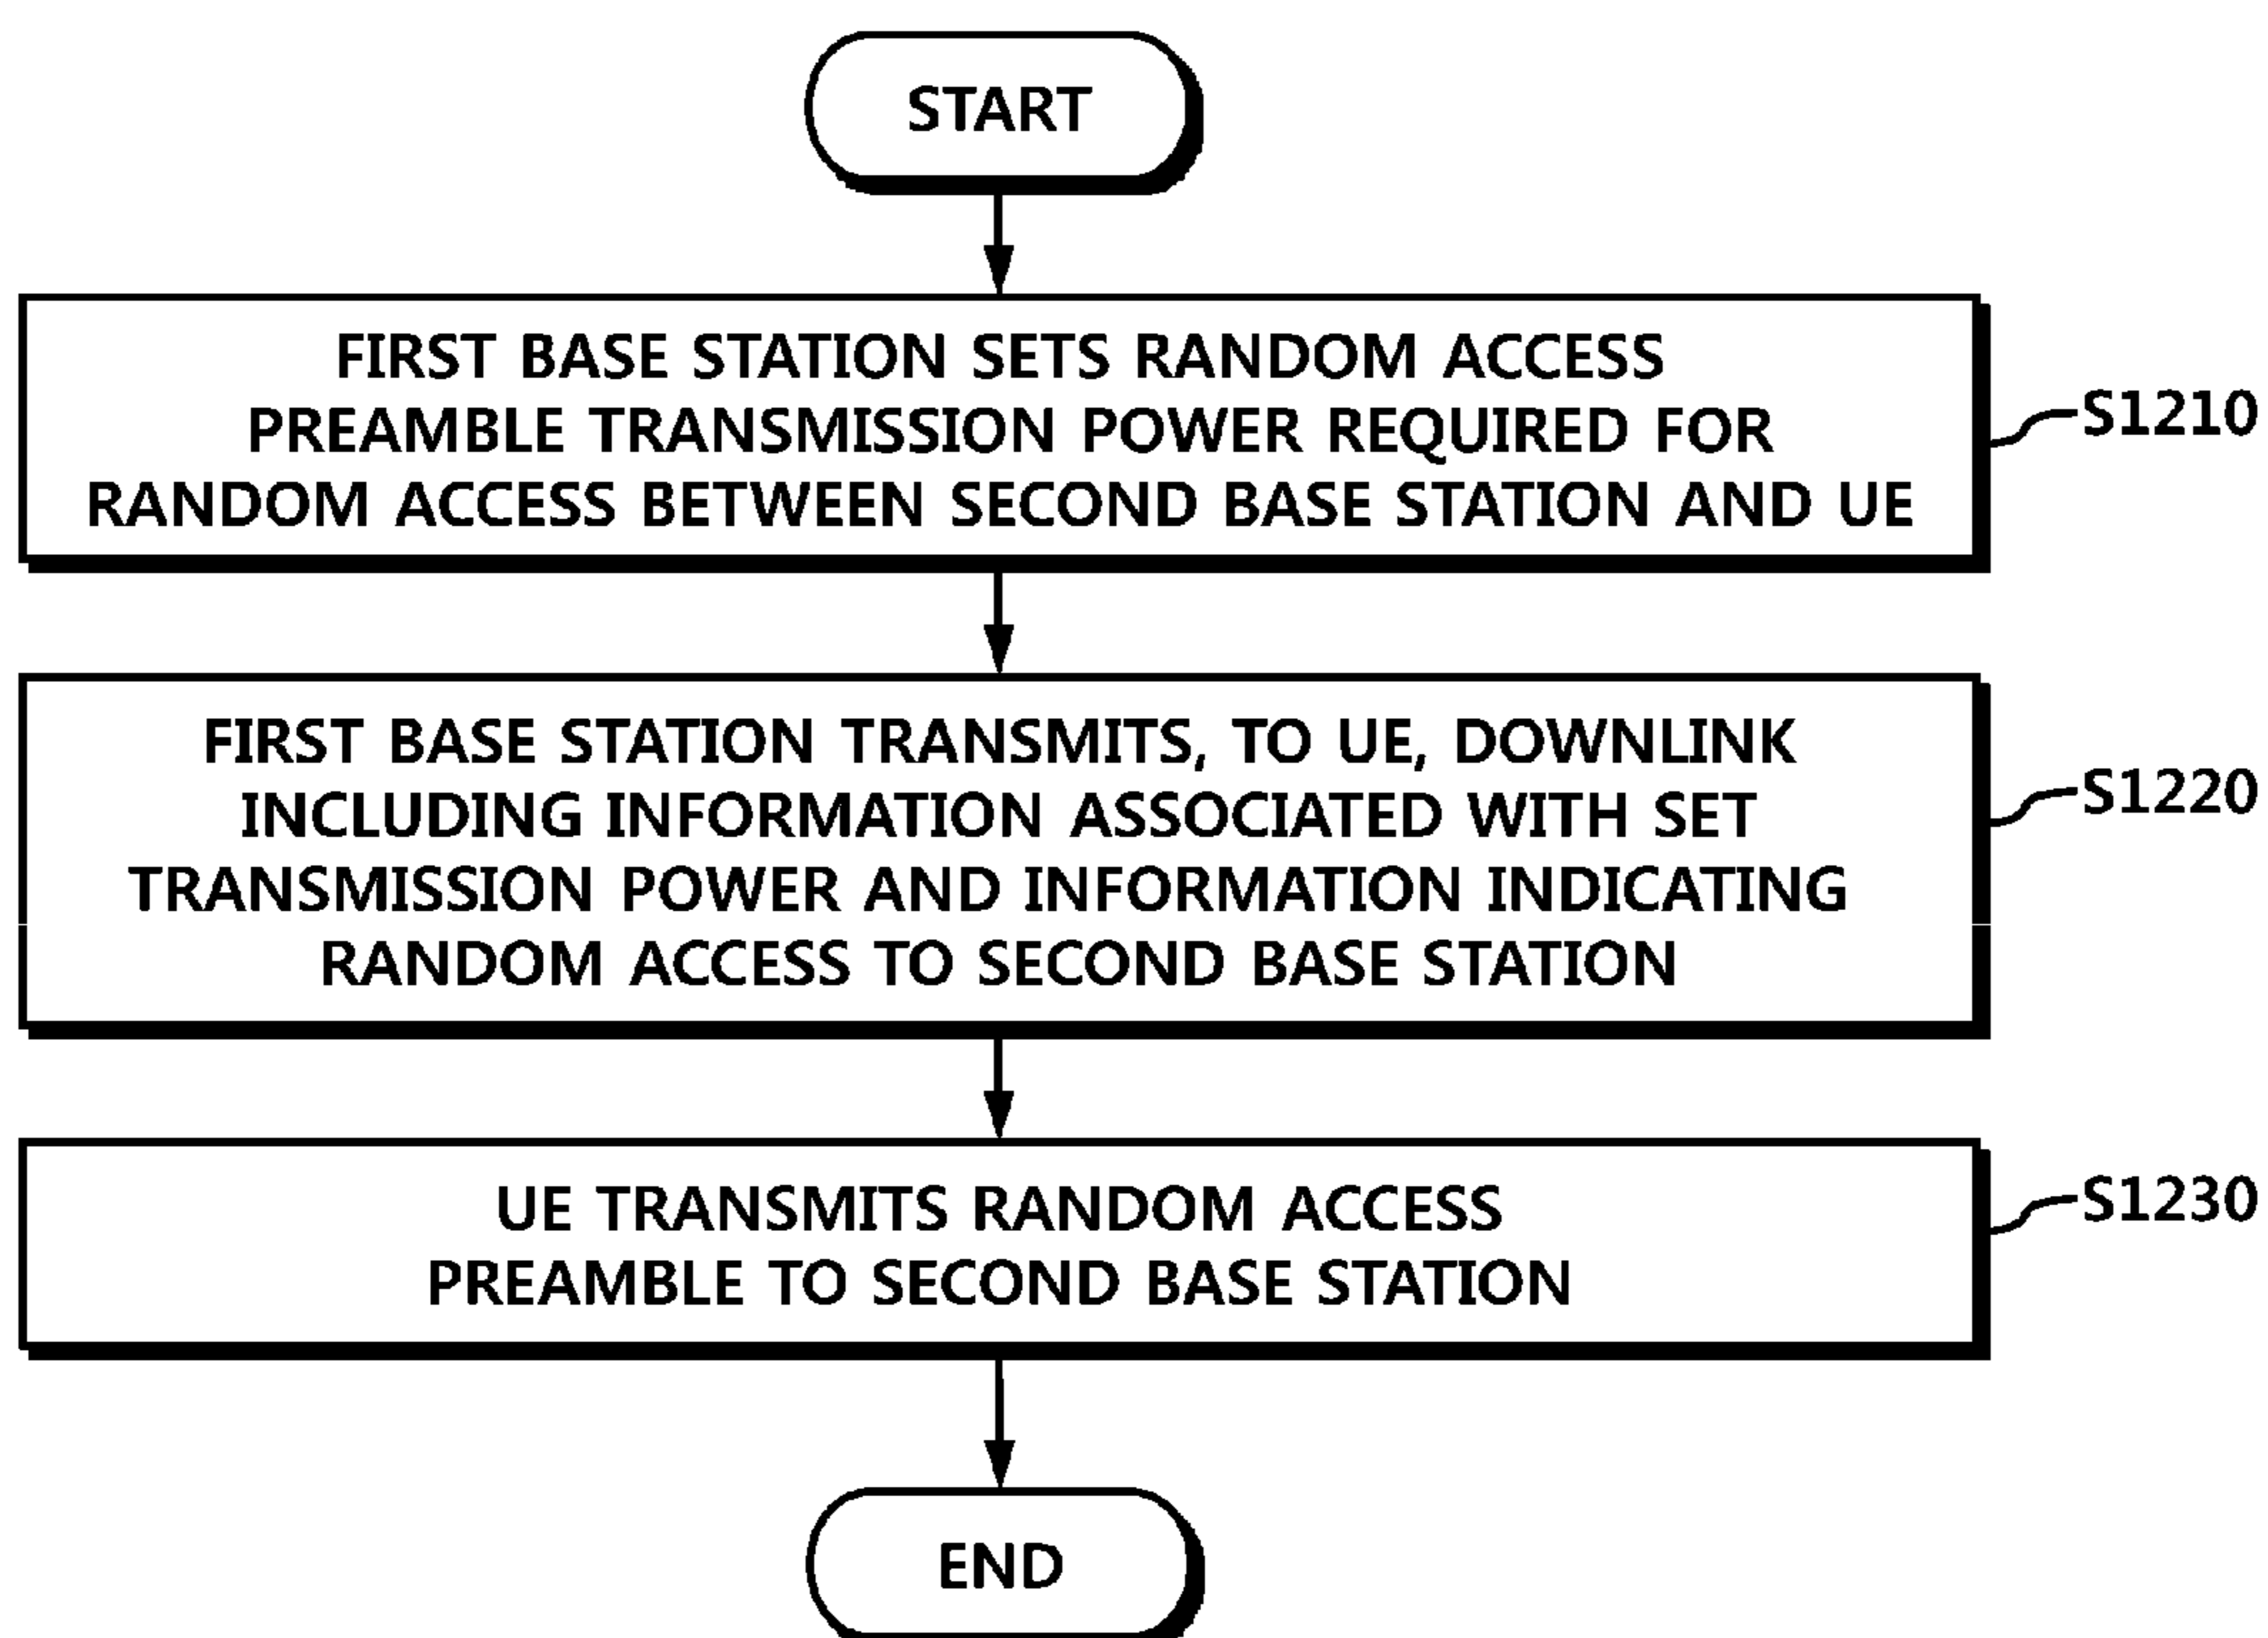 START
FIRST BASE STATION SETS RANDOM ACCESS
PREAMBLE TRANSMISSION POWER REQUIRED FOR
RANDOM ACCESS BETWEEN SECOND BASE STATION AND UE
S1210
FIRST BASE STATION TRANSMITS, TO UE, DOWNLINK
INCLUDING INFORMATION ASSOCIATED WITH SET
TRANSMISSION POWER AND INFORMATION INDICATING
RANDOM ACCESS TO SECOND BASE STATION
S1220
UE TRANSMITS RANDOM ACCESS
PREAMBLE TO SECOND BASE STATION
S1230
END